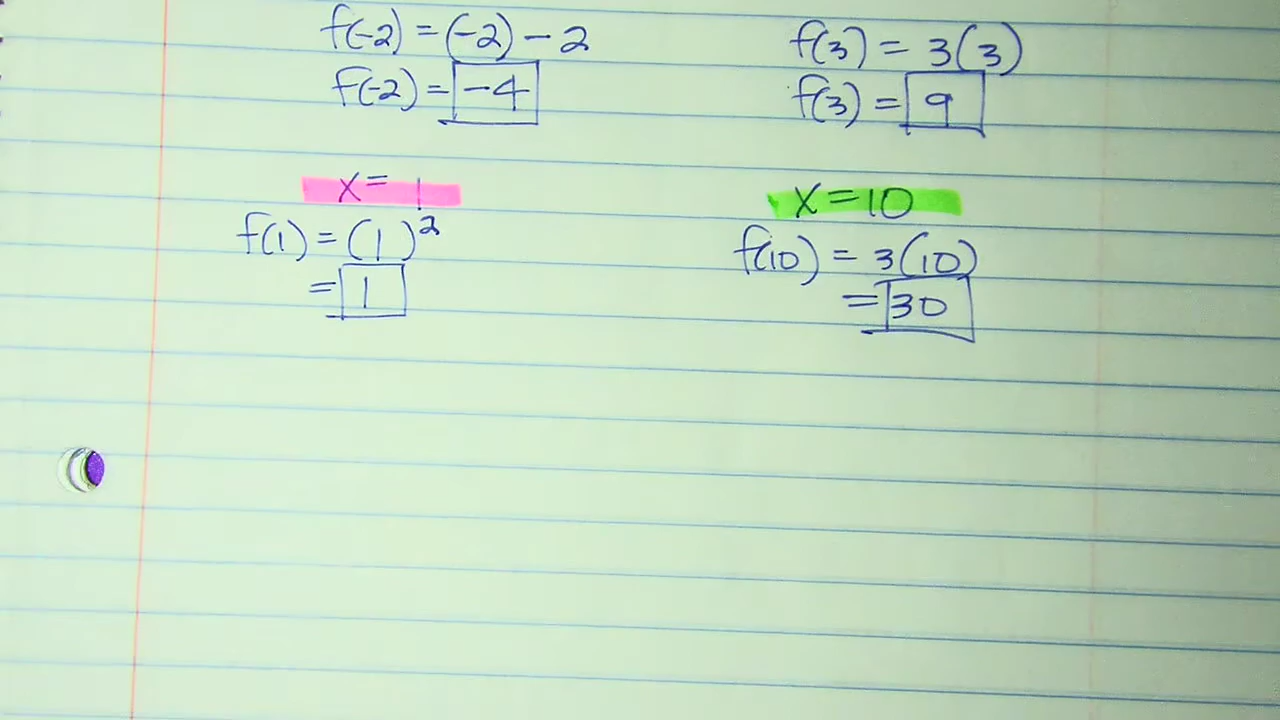 f(-2) = (-2) - 2
f(-2) = -4
f(3) = 3(3)
f(3) = 9
x = 1
f(1) = (1)²
= 1
x = 10
f(10) = 3(10)
= 30